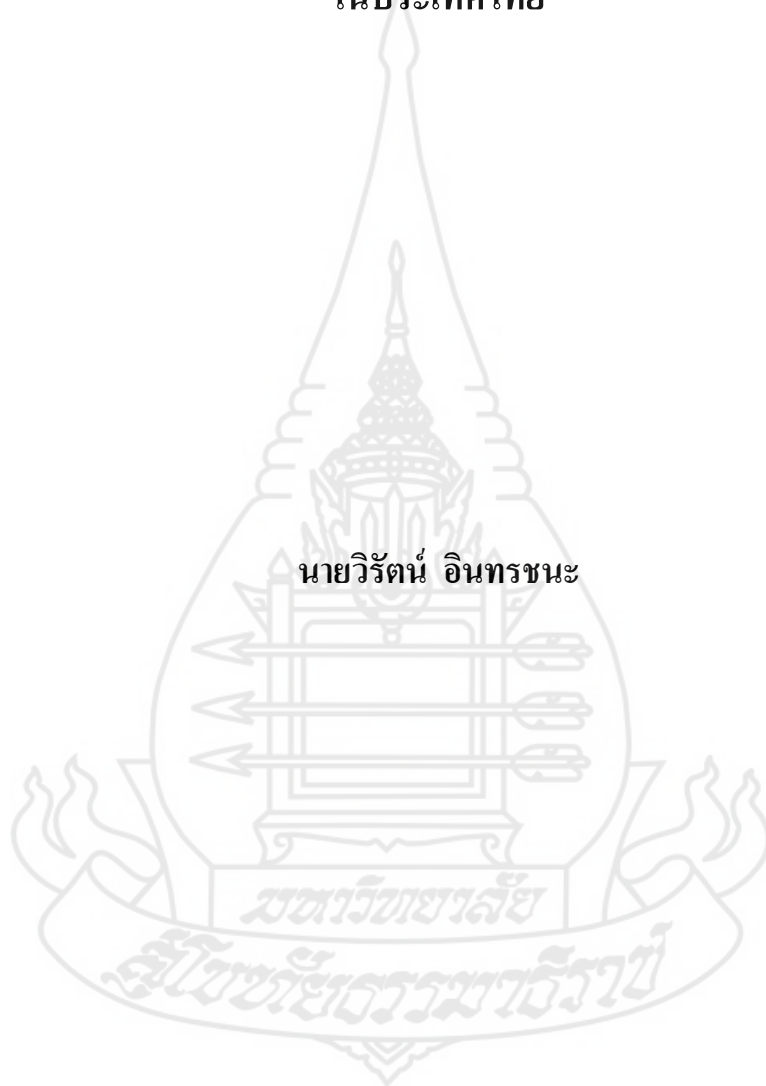 ในประเทศไทย
นายวิรัตน์ อินทรชนะ
มหาวิทยาลัย
สุโขทัยธรรมาธิราช